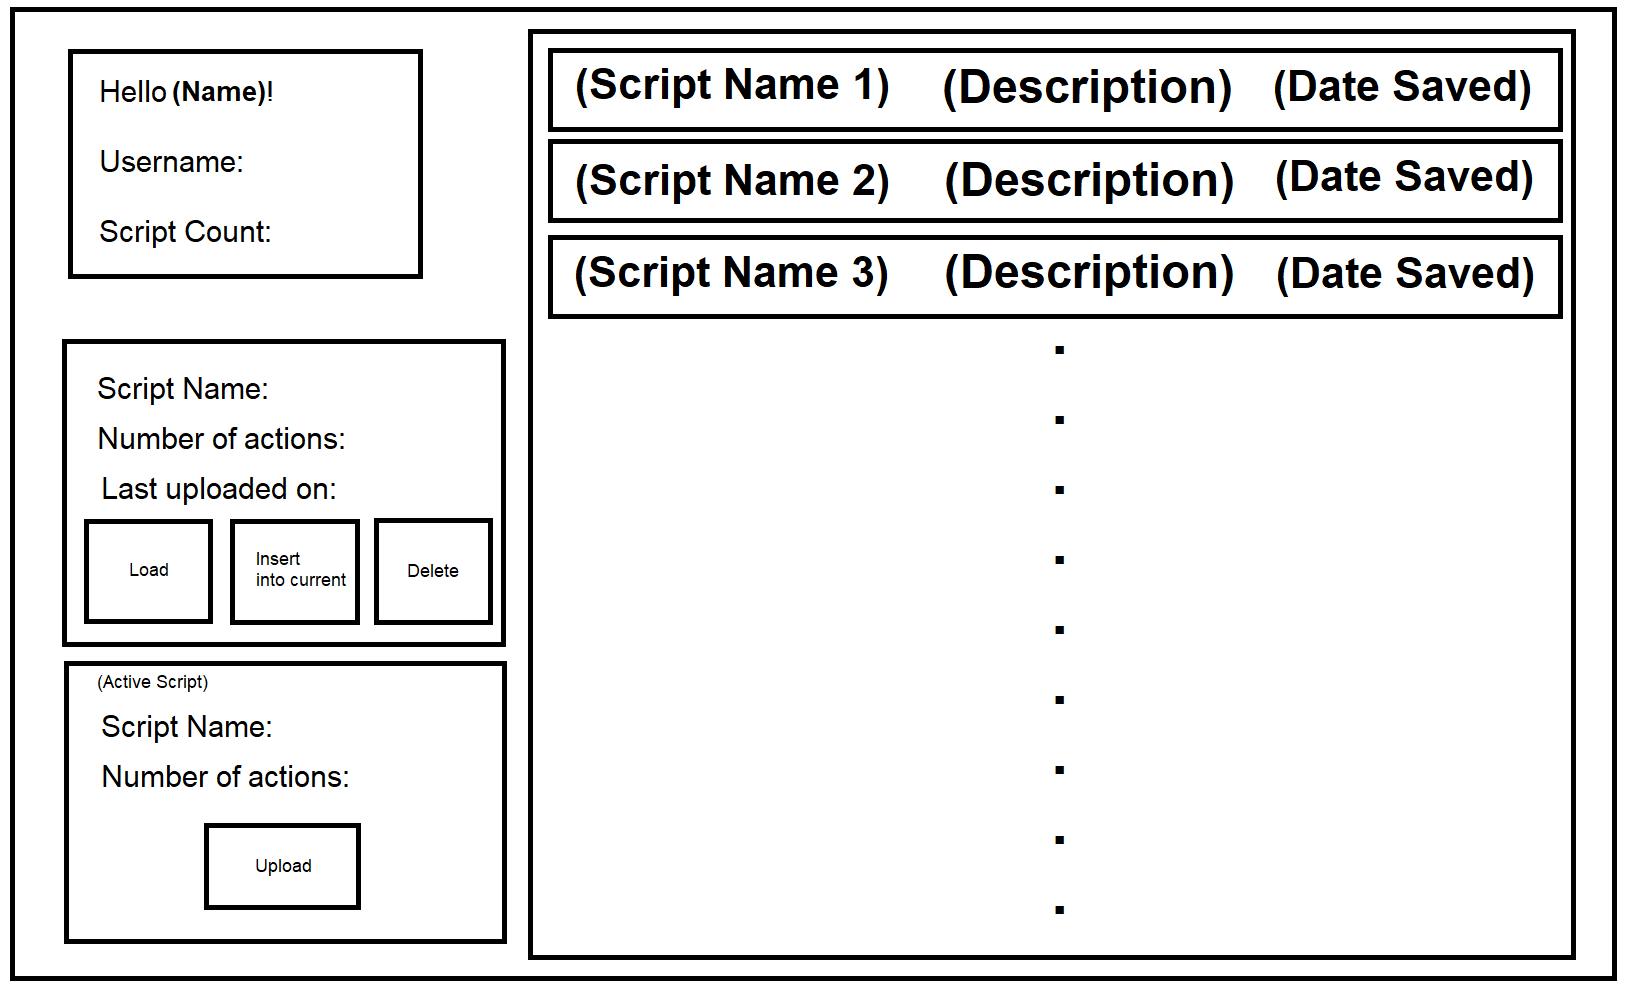 Hello (Name)!
Username:
Script Count:
Script Name:
Number of actions:
Last uploaded on:
Load
Insert
into current
Delete
(Active Script)
Script Name:
Number of actions:
Upload
(Script Name 1) (Description) (Date Saved)
(Script Name 2) (Description) (Date Saved)
(Script Name 3) (Description) (Date Saved)
.
.
.
.
.
.
.
.
.